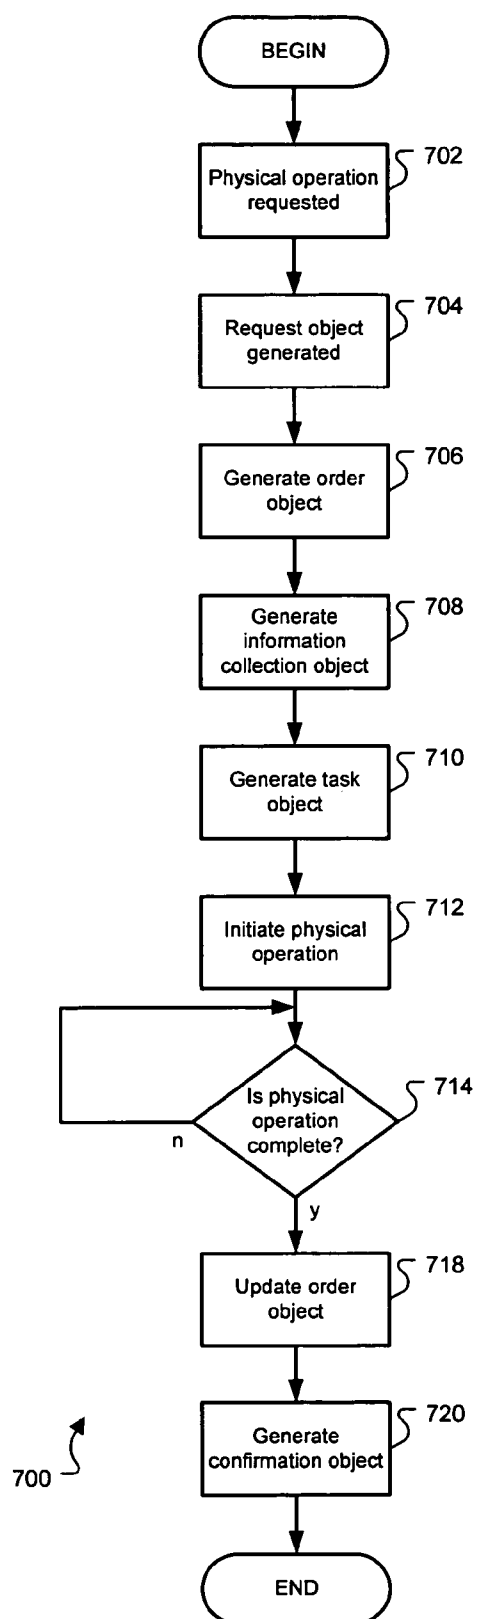 BEGIN
702
Physical operation
requested
704
Request object
generated
706
Generate order
object
708
Generate
information
collection object
710
Generate task
object
712
Initiate physical
operation
714
Is physical
operation
complete?
n
y
718
Update order
object
720
Generate
confirmation object
700
END